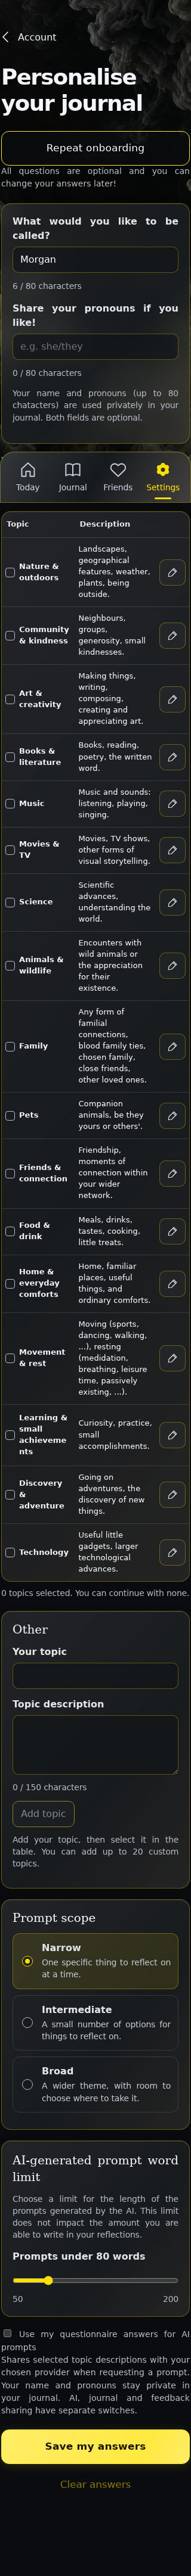 Account
Personalise
your journal
Repeat onboarding
All questions are optional and you can
change your answers later!
What would you like to be
called?
Morgan
6 / 80 characters
Share your pronouns if you
like!
e.g. she/they
0 / 80 characters
Your name and pronouns (up to 80
chatacters) are used privately in your
journal. Both fields are optional.
Today Journal Friends Settings
Topic Description
Nature &
outdoors
Landscapes,
geographical
features, weather,
plants, being
outside.
Community
& kindness
Neighbours,
groups,
generosity, small
kindnesses.
Art &
creativity
Making things,
writing,
composing,
creating and
appreciating art.
Books &
literature
Books, reading,
poetry, the written
word.
Music
Music and sounds:
listening, playing,
singing.
Movies &
TV
Movies, TV shows,
other forms of
visual storytelling.
Science
Scientific
advances,
understanding the
world.
Animals &
wildlife
Encounters with
wild animals or
the appreciation
for their
existence.
Family
Any form of
familial
connections,
blood family ties,
chosen family,
close friends,
other loved ones.
Pets
Companion
animals, be they
yours or others'.
Friends &
connection
Friendship,
moments of
connection within
your wider
network.
Food &
drink
Meals, drinks,
tastes, cooking,
little treats.
Home &
everyday
comforts
Home, familiar
places, useful
things, and
ordinary comforts.
Movement
& rest
Moving (sports,
dancing, walking,
...), resting
(medidation,
breathing, leisure
time, passively
existing, ...).
Learning &
small
achieveme
nts
Curiosity, practice,
small
accomplishments.
Discovery
&
adventure
Going on
adventures, the
discovery of new
things.
Technology
Useful little
gadgets, larger
technological
advances.
0 topics selected. You can continue with none.
Other
Your topic
Topic description
0 / 150 characters
Add topic
Add your topic, then select it in the
table. You can add up to 20 custom
topics.
Prompt scope
Narrow
One specific thing to reflect on
at a time.
Intermediate
A small number of options for
things to reflect on.
Broad
A wider theme, with room to
choose where to take it.
AI-generated prompt word
limit
Choose a limit for the length of the
prompts generated by the AI. This limit
does not impact the amount you are
able to write in your reflections.
Prompts under 80 words
50 200
Use my questionnaire answers for AI
prompts
Shares selected topic descriptions with your
chosen provider when requesting a prompt.
Your name and pronouns stay private in
your journal. AI, journal and feedback
sharing have separate switches.
Save my answers
Clear answers